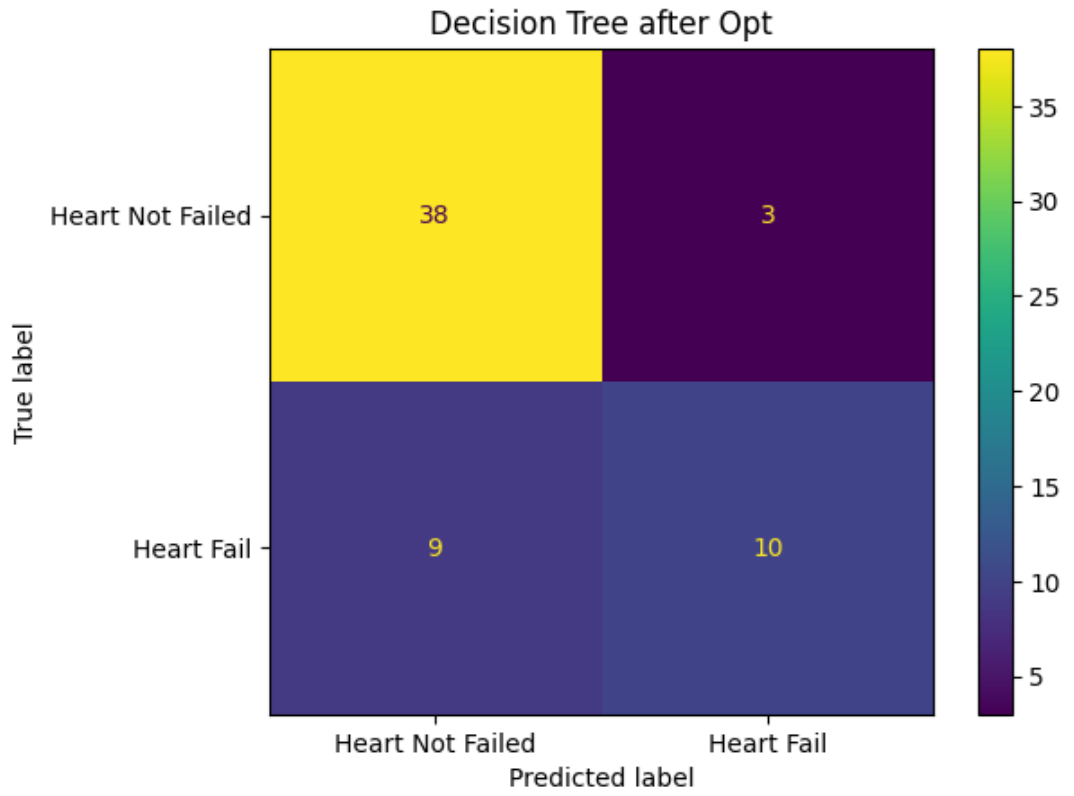 Decision Tree after Opt
Heart Not Failed
38
3
Heart Fail
9
10
True label
Heart Not Failed
Heart Fail
Predicted label
35
30
25
20
15
10
5